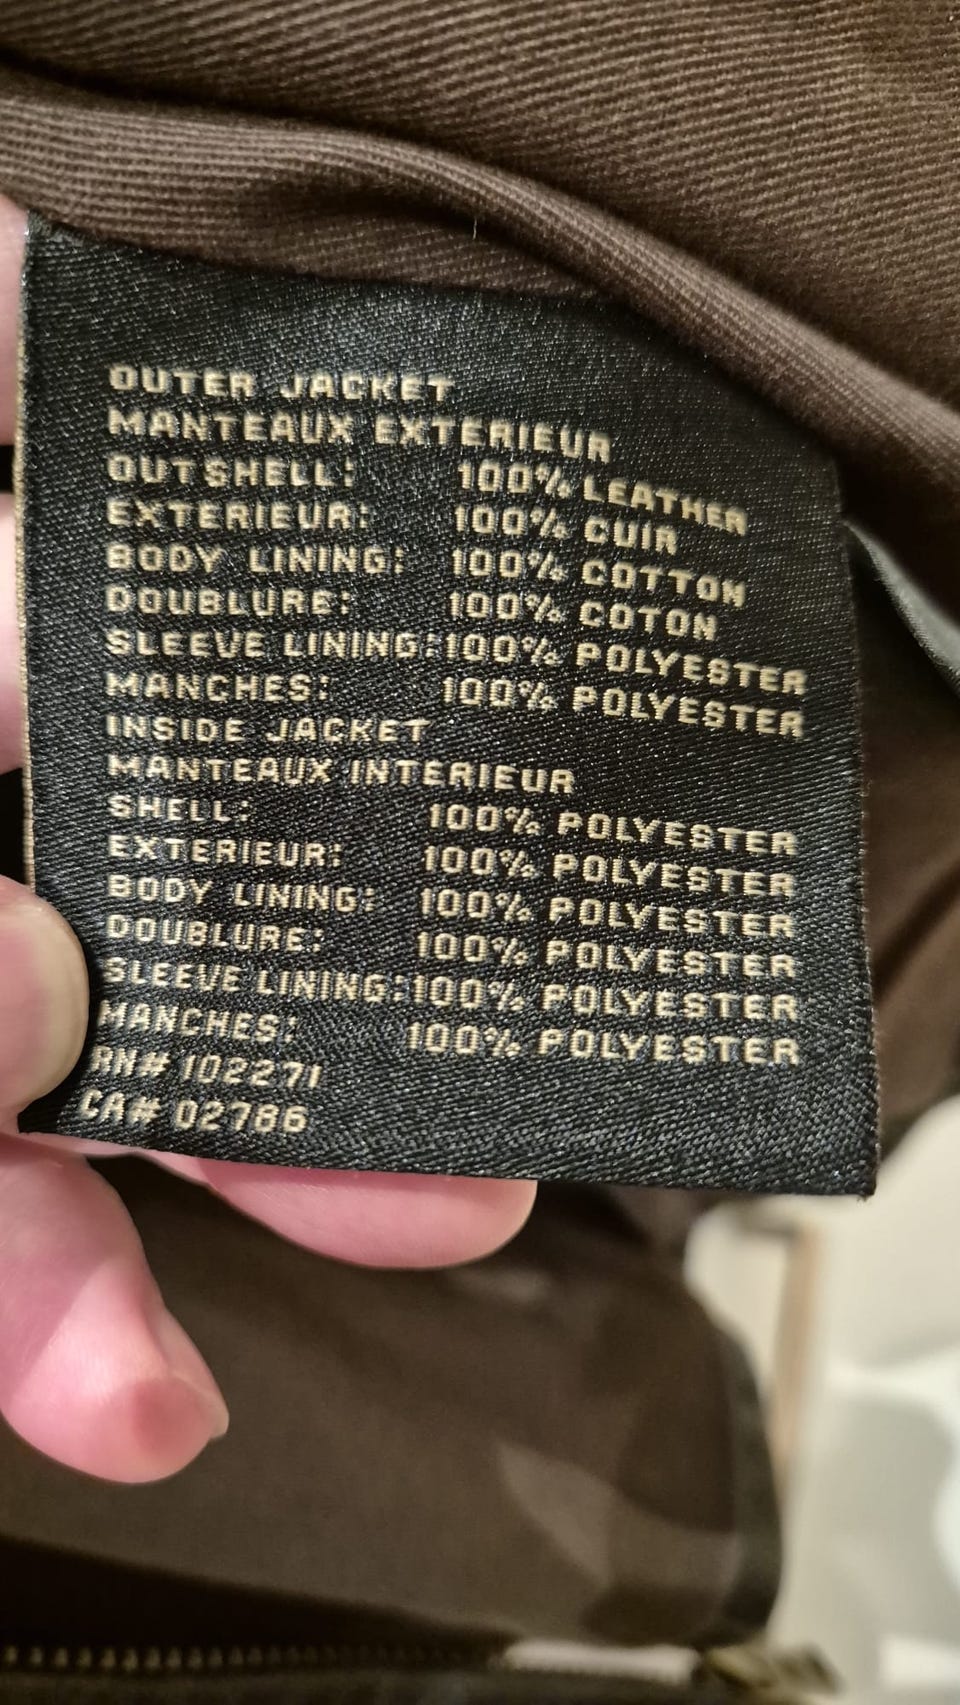 OUTER JACKET
MANTEAUX EXTERIEUR
OUTSHELL: 100% LEATHER
EXTERIEUR: 100% CUIR
BODY LINING: 100% COTTON
DOUBLURE: 100% COTON
SLEEVE LINING: 100% POLYESTER
MANCHES: 100% POLYESTER
INSIDE JACKET
MANTEAUX INTERIEUR
SHELL: 100% POLYESTER
EXTERIEUR: 100% POLYESTER
BODY LINING: 100% POLYESTER
DOUBLURE: 100% POLYESTER
SLEEVE LINING: 100% POLYESTER
MANCHES: 100% POLYESTER
RN# 102271
CA# 02786